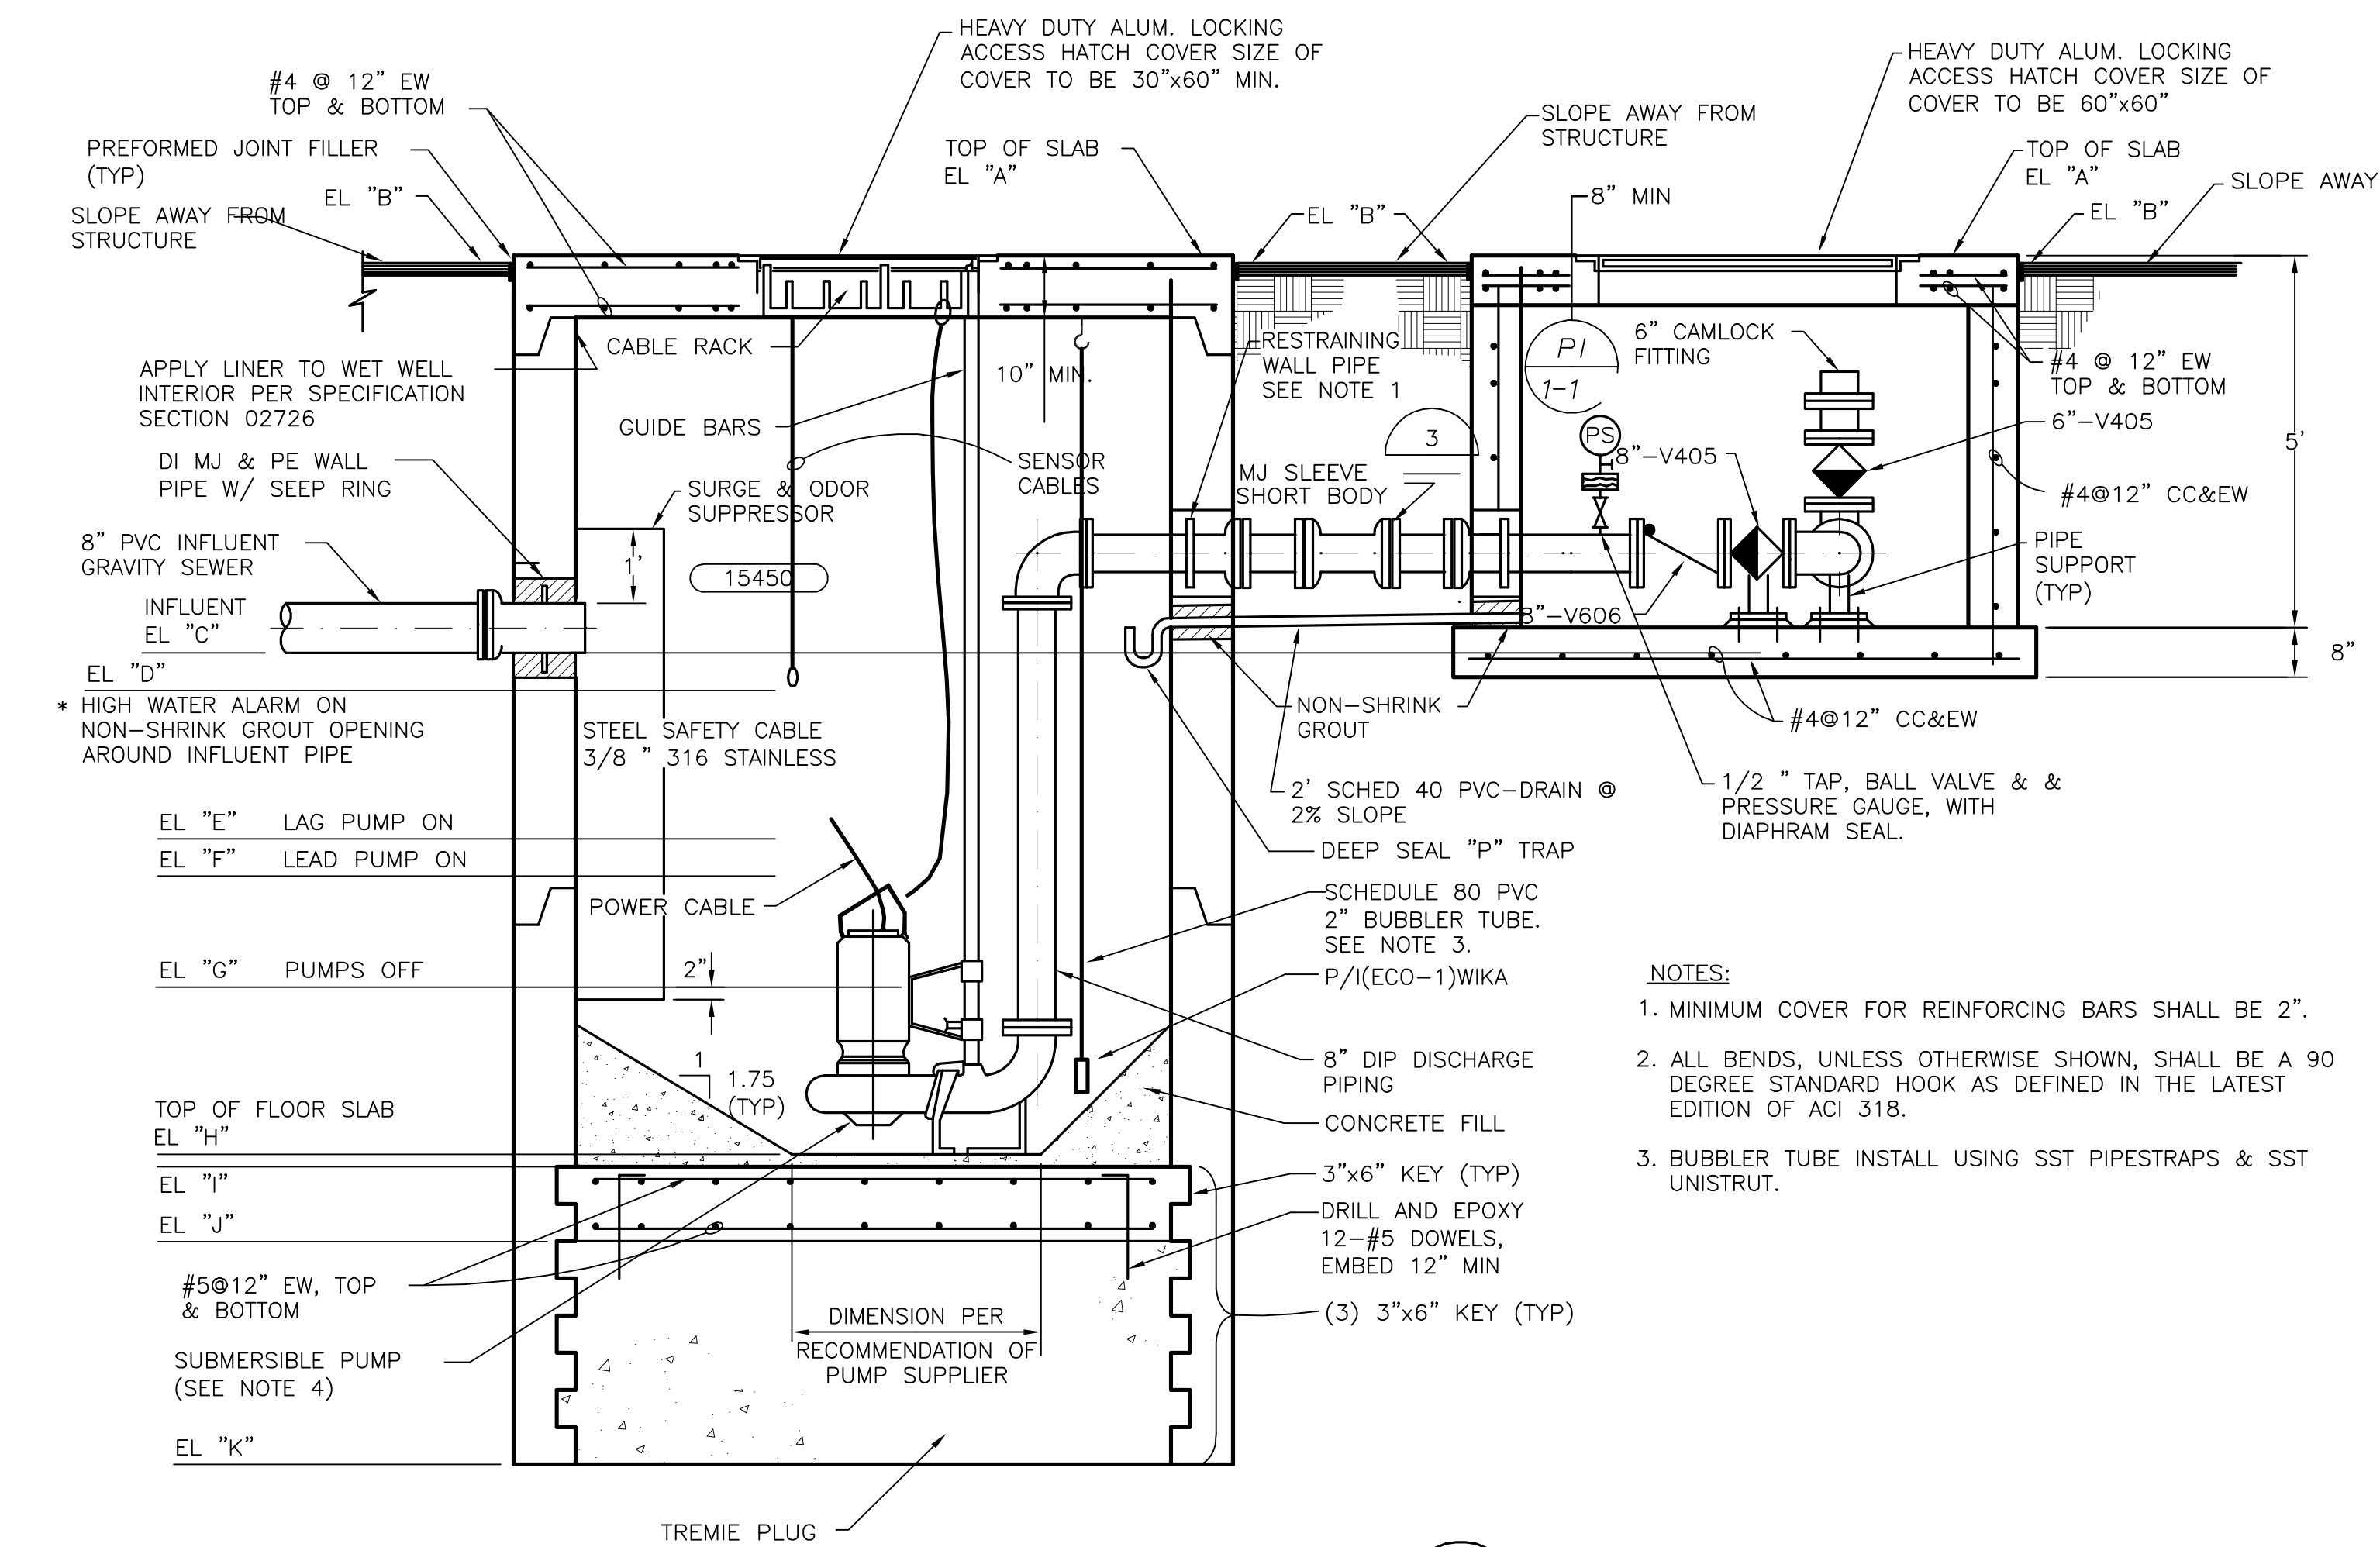 HEAVY DUTY ALUM. LOCKING
ACCESS HATCH COVER SIZE OF
COVER TO BE 30"x60" MIN.
HEAVY DUTY ALUM. LOCKING
ACCESS HATCH COVER SIZE OF
COVER TO BE 60"x60"
#4 @ 12" EW
TOP & BOTTOM
PREFORMED JOINT FILLER
(TYP)
EL "B"
SLOPE AWAY FROM
STRUCTURE
TOP OF SLAB
EL "A"
SLOPE AWAY FROM
STRUCTURE
EL "B"
8" MIN
TOP OF SLAB
EL "A"
SLOPE AWAY
EL "B"
APPLY LINER TO WET WELL
INTERIOR PER SPECIFICATION
SECTION 02726
CABLE RACK
10" MIN.
GUIDE BARS
RESTRAINING
WALL PIPE
SEE NOTE 1
P1
1-1
6" CAMLOCK
FITTING
#4 @ 12" EW
TOP & BOTTOM
6"-V405
5'
DI MJ & PE WALL
PIPE W/ SEEP RING
SENSOR
CABLES
SURGE & ODOR
SUPPRESSOR
3
MJ SLEEVE
SHORT BODY
PS
8"-V405
#4@12" CC&EW
8" PVC INFLUENT
GRAVITY SEWER
1'
15450
PIPE
SUPPORT
(TYP)
INFLUENT
EL "C"
8"-V606
8"
EL "D"
* HIGH WATER ALARM ON
NON-SHRINK GROUT OPENING
AROUND INFLUENT PIPE
STEEL SAFETY CABLE
3/8 " 316 STAINLESS
NON-SHRINK
GROUT
#4@12" CC&EW
2' SCHED 40 PVC-DRAIN @
2% SLOPE
1/2 " TAP, BALL VALVE & &
PRESSURE GAUGE, WITH
DIAPHRAM SEAL.
EL "E" LAG PUMP ON
EL "F" LEAD PUMP ON
DEEP SEAL "P" TRAP
POWER CABLE
SCHEDULE 80 PVC
2" BUBBLER TUBE.
SEE NOTE 3.
EL "G" PUMPS OFF
2"
P/I(ECO-1)WIKA
1
1.75
(TYP)
8" DIP DISCHARGE
PIPING
TOP OF FLOOR SLAB
EL "H"
CONCRETE FILL
EL "I"
3"x6" KEY (TYP)
EL "J"
DRILL AND EPOXY
12-#5 DOWELS,
EMBED 12" MIN
#5@12" EW, TOP
& BOTTOM
(3) 3"x6" KEY (TYP)
DIMENSION PER
RECOMMENDATION OF
PUMP SUPPLIER
SUBMERSIBLE PUMP
(SEE NOTE 4)
EL "K"
TREMIE PLUG
NOTES:
1. MINIMUM COVER FOR REINFORCING BARS SHALL BE 2".
2. ALL BENDS, UNLESS OTHERWISE SHOWN, SHALL BE A 90
DEGREE STANDARD HOOK AS DEFINED IN THE LATEST
EDITION OF ACI 318.
3. BUBBLER TUBE INSTALL USING SST PIPESTRAPS & SST
UNISTRUT.